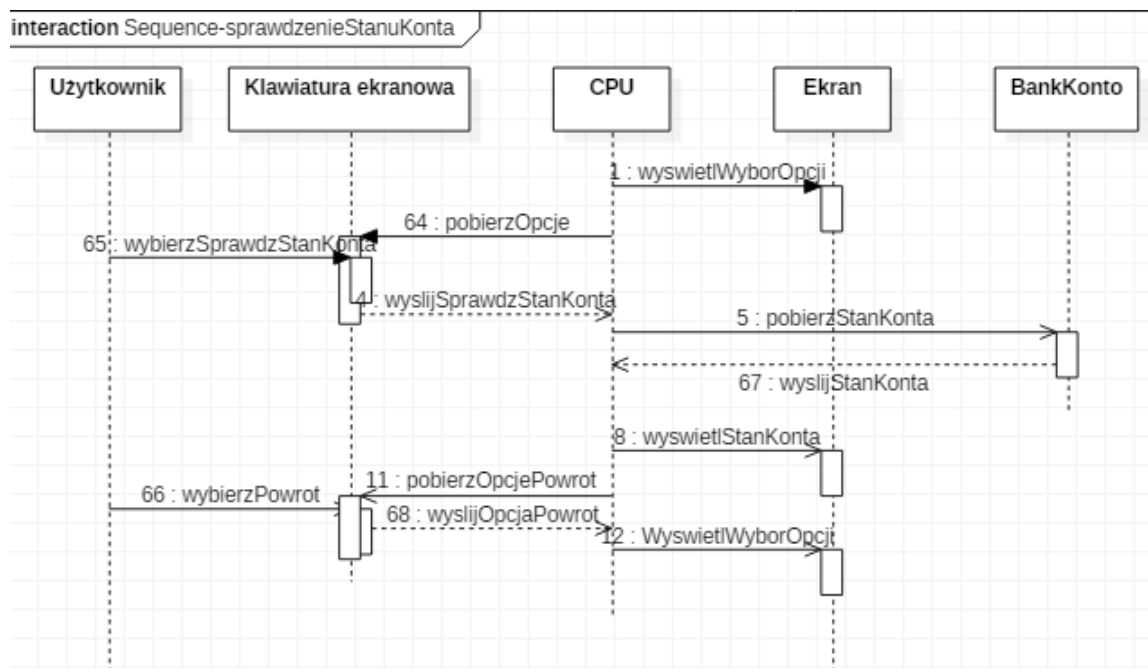 interaction Sequence-sprawdzenieStanuKonta
Użytkownik
Klawiatura ekranowa
CPU
Ekran
BankKonto
1 : wyswietlWyborOpcji
64 : pobierzOpcje
65 : wybierzSprawdzStanKonta
4 : wyslijSprawdzStanKonta
5 : pobierzStanKonta
67 : wyslijStanKonta
8 : wyswietlStanKonta
11 : pobierzOpcjePowrot
66 : wybierzPowrot
68 : wyslijOpcjaPowrot
12 : WyswietlWyborOpcji